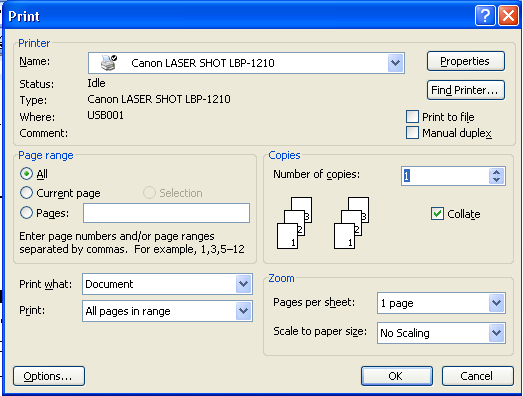 Print
Printer
Name: Canon LASER SHOT LBP-1210 Properties
Status: Idle
Type: Canon LASER SHOT LBP-1210 Find Printer...
Where: USB001 Print to file
Comment: Manual duplex
Page range
All
Current page Selection
Pages:
Enter page numbers and/or page ranges
separated by commas. For example, 1,3,5–12
Copies
Number of copies: 1
3 3
2 2
1 1
Collate
Print what: Document
Print: All pages in range
Zoom
Pages per sheet: 1 page
Scale to paper size: No Scaling
Options... OK Cancel